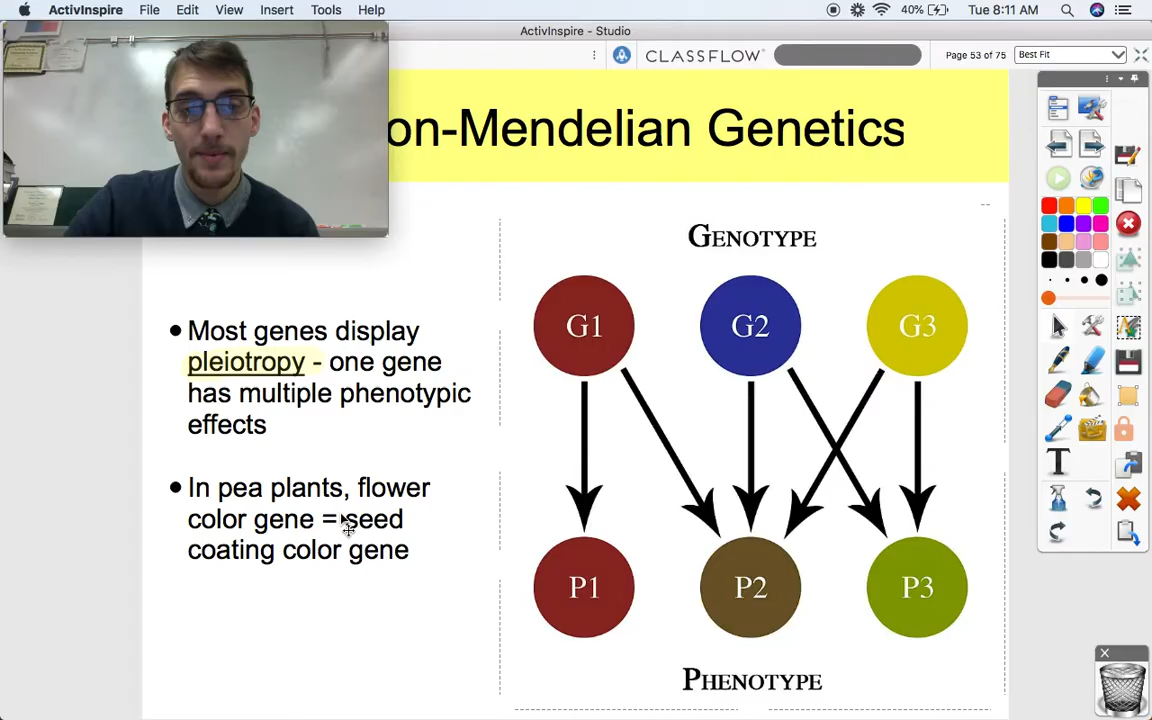 ActivInspire File Edit View Insert Tools Help 40% Tue 8:11 AM
ActivInspire - Studio
CLASSFLOW Page 53 of 75 Best Fit
on-Mendelian Genetics
• Most genes display
pleiotropy - one gene
has multiple phenotypic
effects
• In pea plants, flower
color gene = seed
coating color gene
GENOTYPE
G1 G2 G3
P1 P2 P3
PHENOTYPE
T